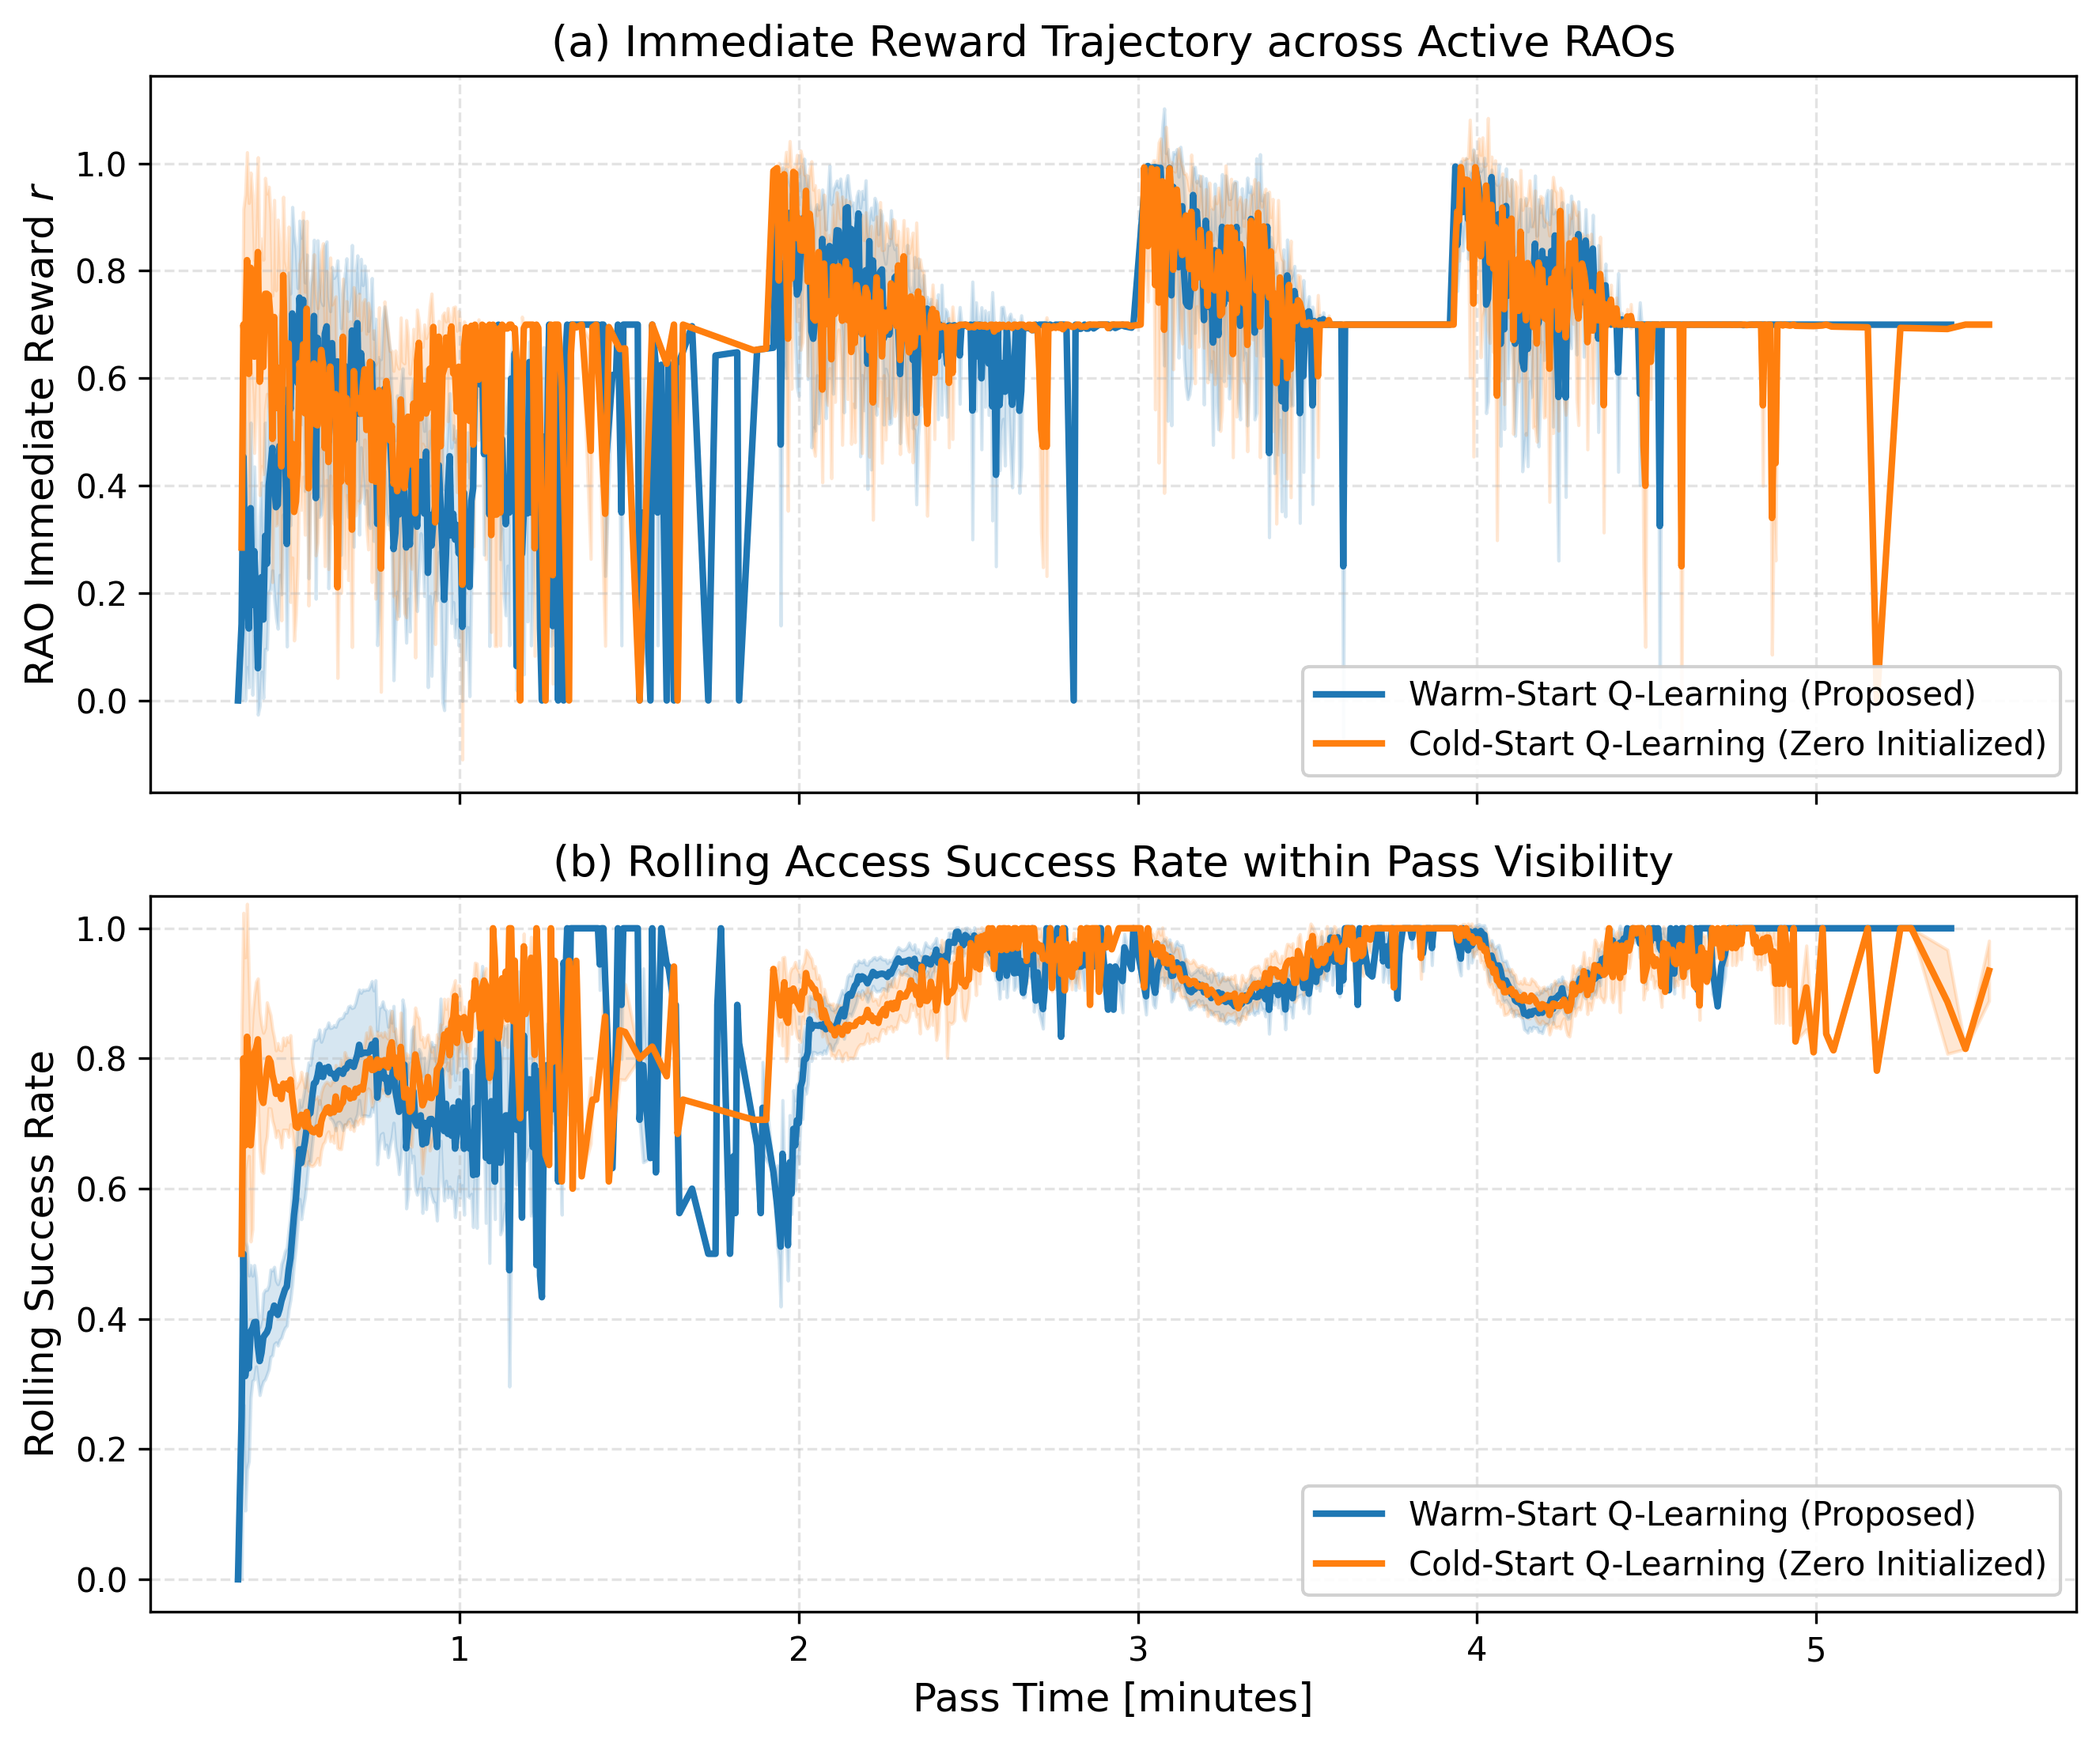 (a) Immediate Reward Trajectory across Active RAOs
RAO Immediate Reward r
1.0
0.8
0.6
0.4
0.2
0.0
Warm-Start Q-Learning (Proposed)
Cold-Start Q-Learning (Zero Initialized)
(b) Rolling Access Success Rate within Pass Visibility
Rolling Success Rate
1.0
0.8
0.6
0.4
0.2
0.0
Warm-Start Q-Learning (Proposed)
Cold-Start Q-Learning (Zero Initialized)
1 2 3 4 5
Pass Time [minutes]